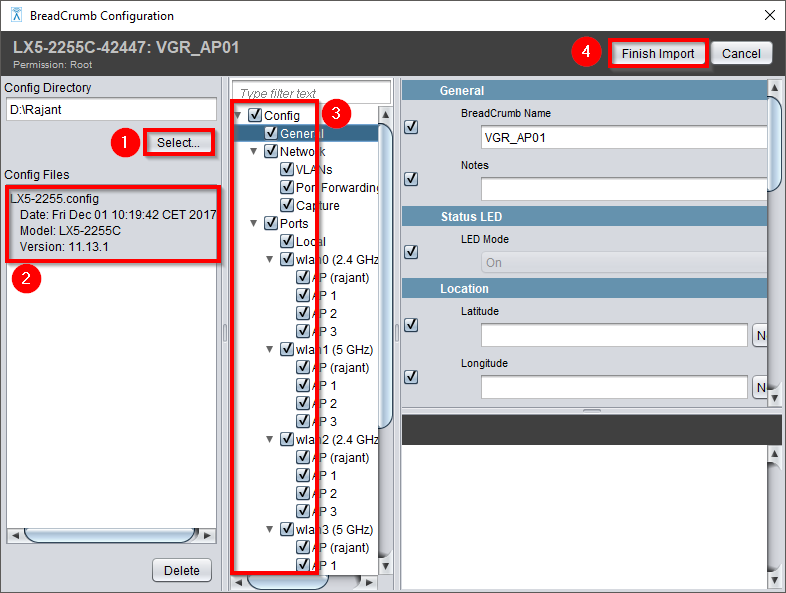 BreadCrumb Configuration
LX5-2255C-42447: VGR_AP01
Permission: Root
4
Finish Import
Cancel
Config Directory
D:\Rajant
1
Select...
Config Files
LX5-2255.config
Date: Fri Dec 01 10:19:42 CET 2017
Model: LX5-2255C
Version: 11.13.1
2
Delete
Type filter text
3
Config
General
Network
VLANs
Port Forwarding
Capture
Ports
Local
wlan0 (2.4 GHz
AP (rajant)
AP 1
AP 2
AP 3
wlan1 (5 GHz)
AP (rajant)
AP 1
AP 2
AP 3
wlan2 (2.4 GHz
AP (rajant)
AP 1
AP 2
AP 3
wlan3 (5 GHz)
AP (rajant)
AP 1
General
BreadCrumb Name
VGR_AP01
Notes
Status LED
LED Mode
On
Location
Latitude
N
Longitude
N